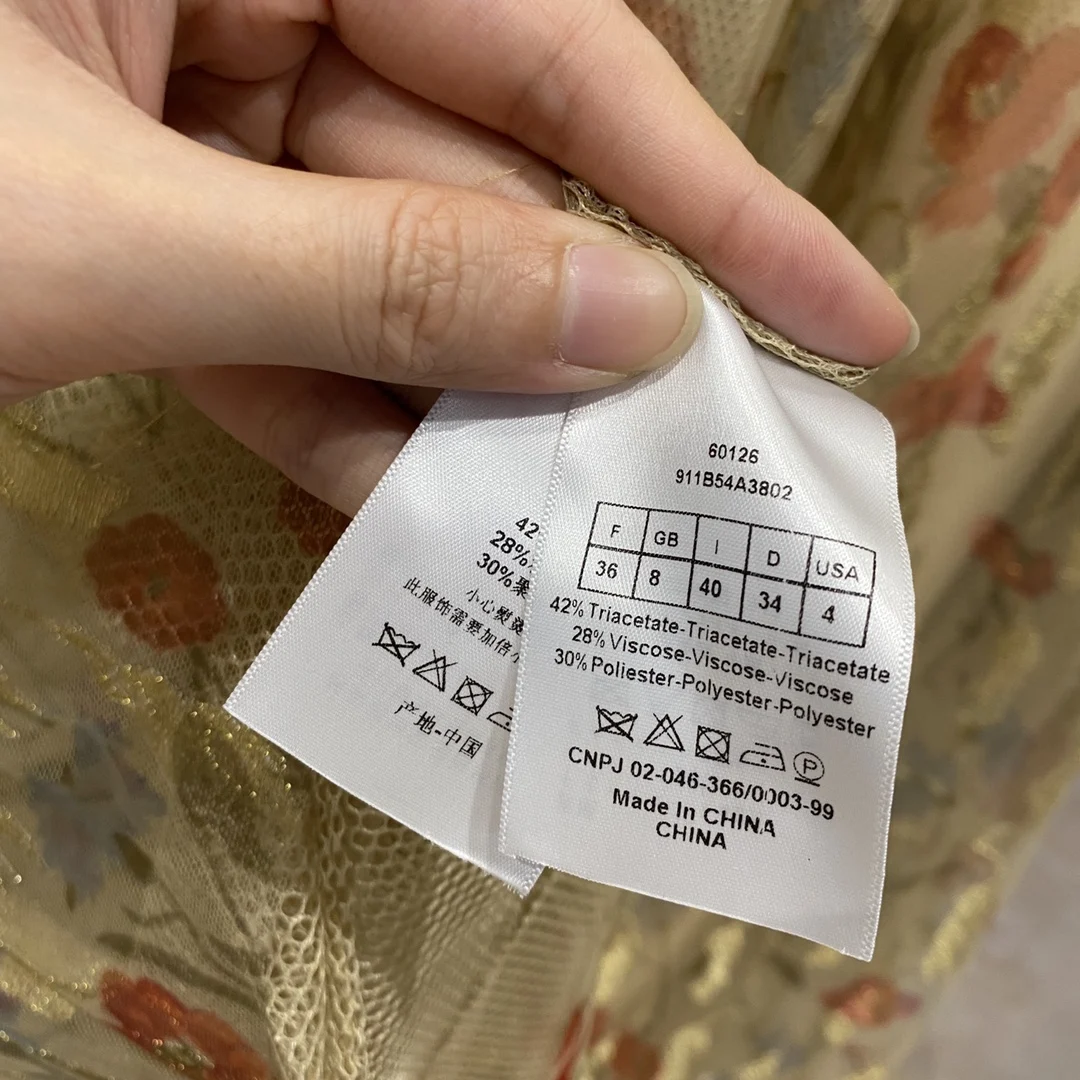 60126
911B54A3802
F GB I D USA
36 8 40 34 4
42% Triacetate-Triacetate-Triacetate
28% Viscose-Viscose-Viscose
30% Poliester-Polyester-Polyester
P
CNPJ 02-046-366/0003-99
Made In CHINA
CHINA
42
28%
30%聚
小心熨烫
此服饰需要加倍小
产地-中国